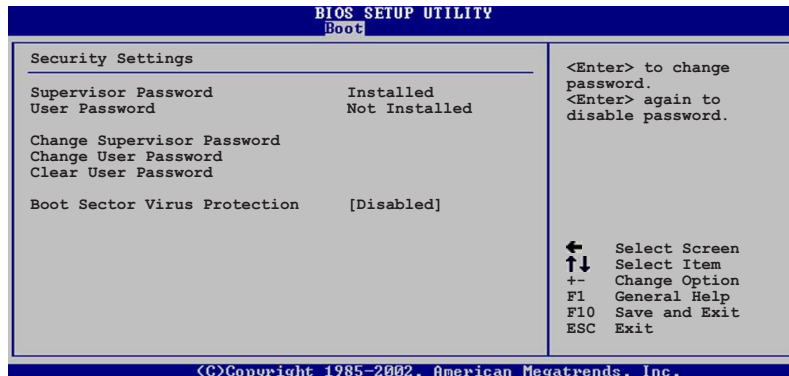 BIOS SETUP UTILITY
Boot
Security Settings
Supervisor Password Installed
User Password Not Installed
Change Supervisor Password
Change User Password
Clear User Password
Boot Sector Virus Protection [Disabled]
<Enter> to change
password.
<Enter> again to
disable password.
← Select Screen
↑↓ Select Item
+- Change Option
F1 General Help
F10 Save and Exit
ESC Exit
(C)Copyright 1985-2002, American Megatrends, Inc.